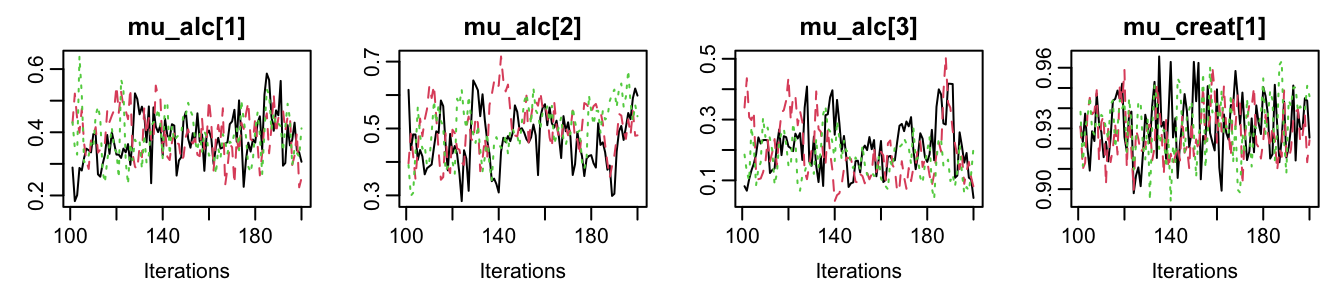 mu_alc[1] mu_alc[2] mu_alc[3] mu_creat[1]
0.6 0.7 0.5 0.96
0.4 0.5 0.3 0.93
0.2 0.3 0.1 0.90
100 140 180 100 140 180 100 140 180 100 140 180
Iterations Iterations Iterations Iterations